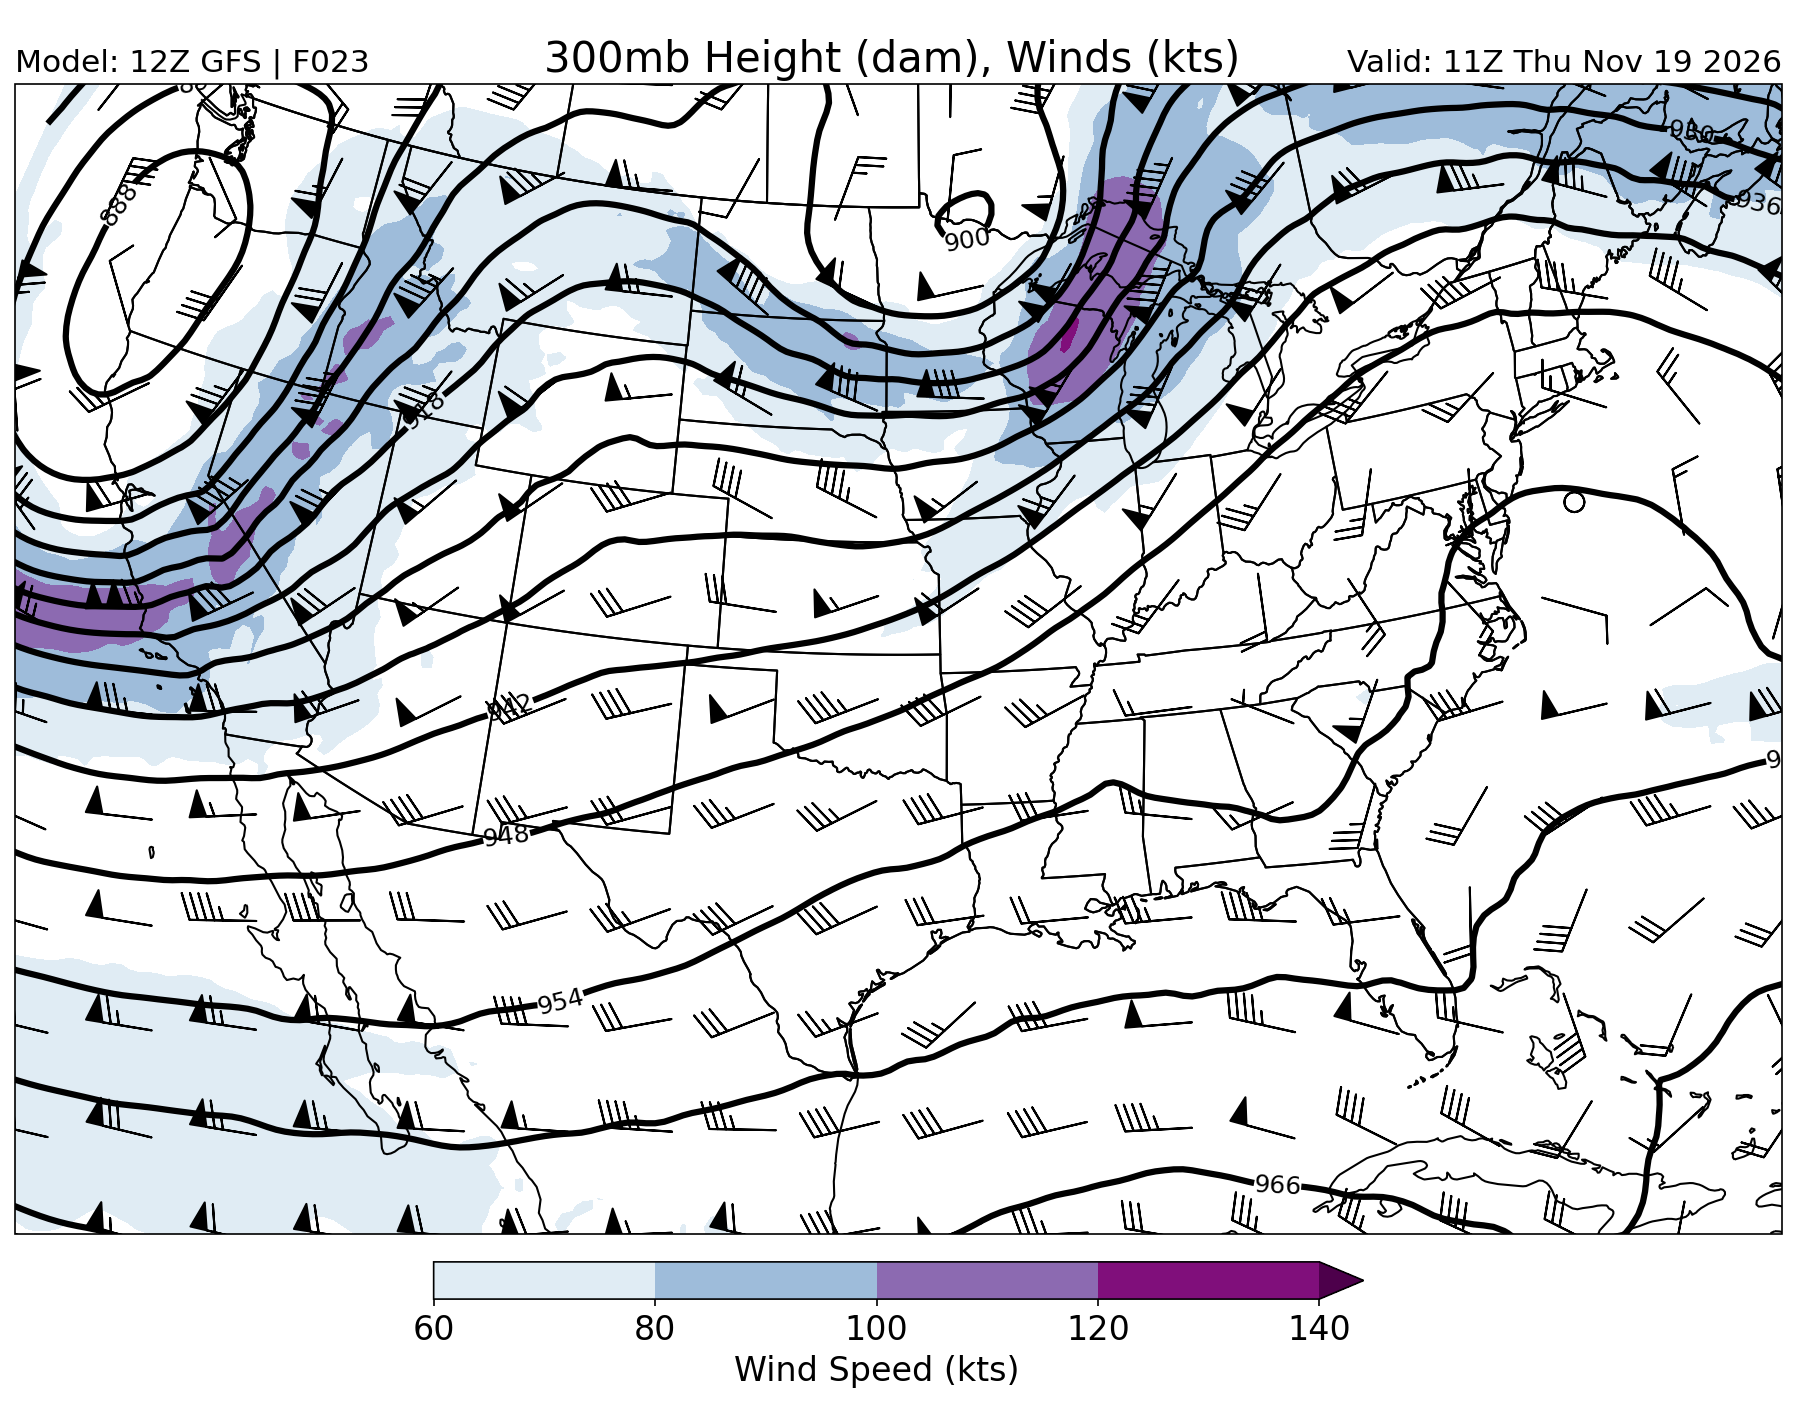 Model: 12Z GFS | F023
300mb Height (dam), Winds (kts)
Valid: 11Z Thu Nov 19 2026
930
888
936
900
918
942
948
954
966
60 80 100 120 140
Wind Speed (kts)